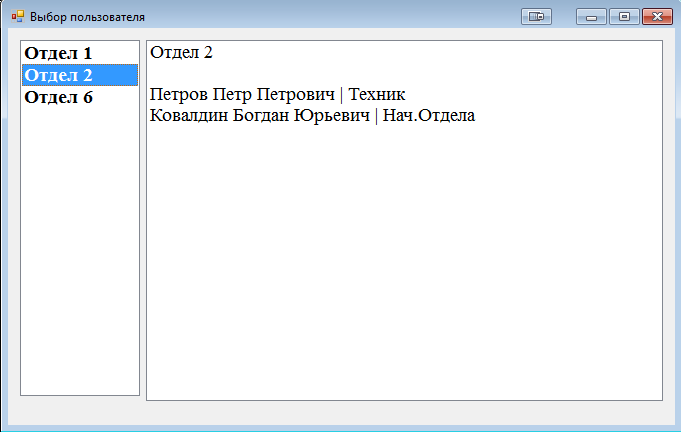 Выбор пользователя
Отдел 1
Отдел 2
Отдел 6
Отдел 2
Петров Петр Петрович | Техник
Ковалдин Богдан Юрьевич | Нач.Отдела